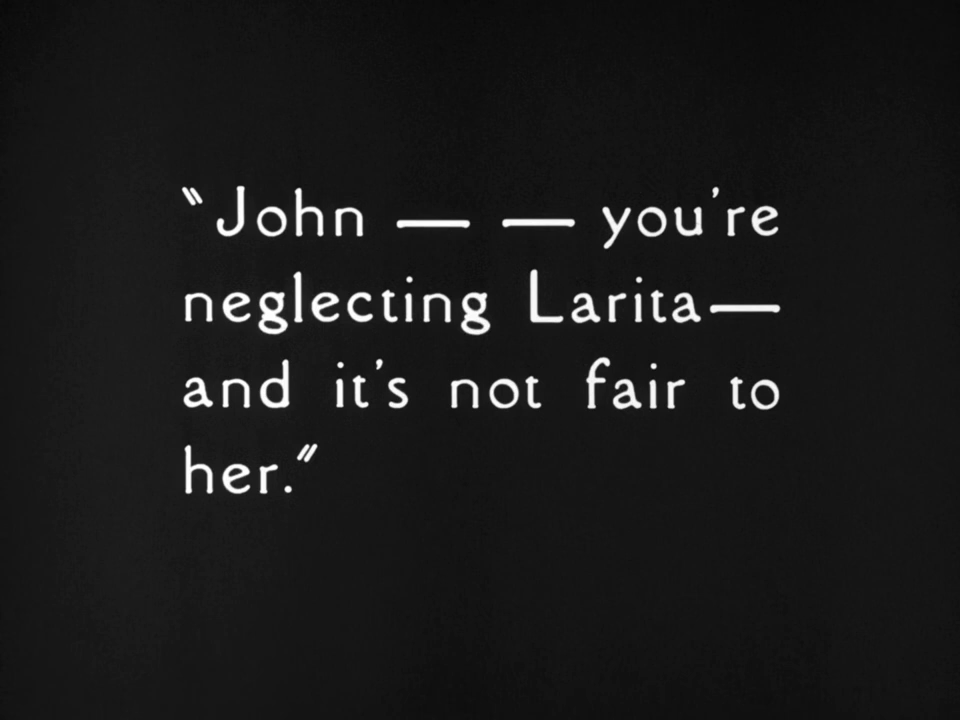 "John — — you're
neglecting Larita—
and it's not fair to
her."